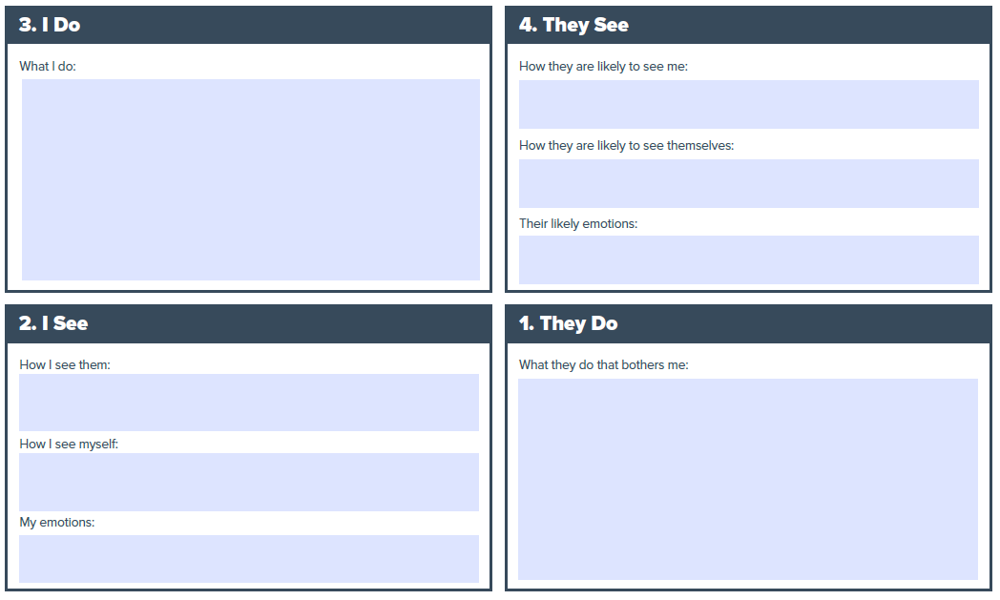 3. I Do
What I do:
4. They See
How they are likely to see me:
How they are likely to see themselves:
Their likely emotions:
2. I See
How I see them:
How I see myself:
My emotions:
1. They Do
What they do that bothers me: